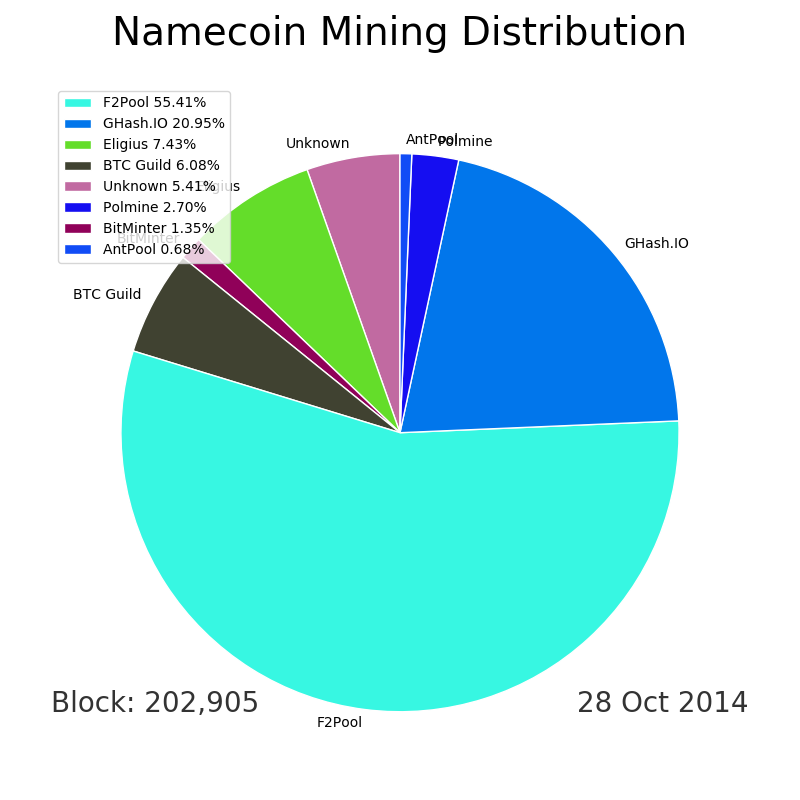 Namecoin Mining Distribution
F2Pool 55.41%
GHash.IO 20.95%
Eligius 7.43%
BTC Guild 6.08%
Unknown 5.41%
Polmine 2.70%
BitMinter 1.35%
AntPool 0.68%
Unknown
AntPool
Polmine
Eligius
BitMinter
GHash.IO
BTC Guild
Block: 202,905
28 Oct 2014
F2Pool